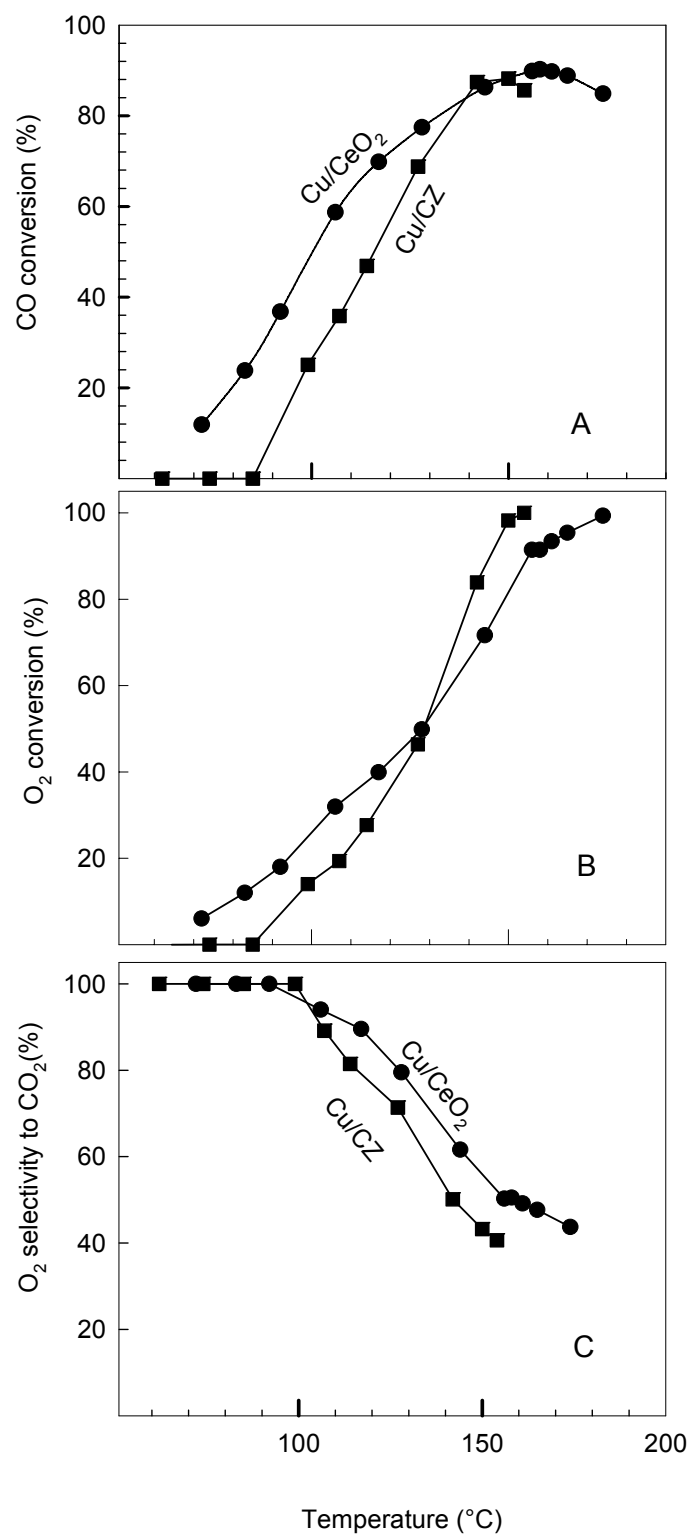 100
80
60
40
20
CO conversion (%)
Cu/CeO₂
Cu/CZ
A
100
80
60
40
20
O₂ conversion (%)
B
100
80
60
40
20
O₂ selectivity to CO₂(%)
Cu/CeO₂
Cu/CZ
C
100 150 200
Temperature (°C)